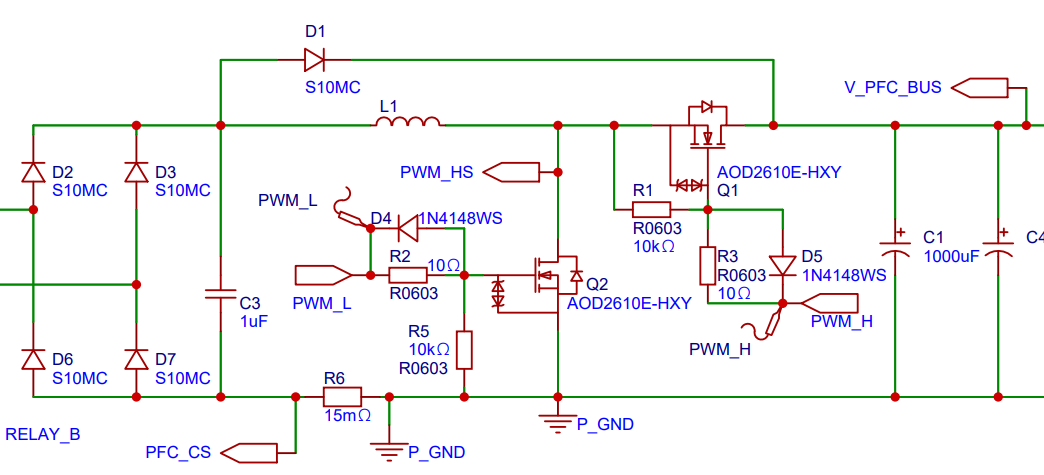 D1
S10MC
V_PFC_BUS
L1
D2
S10MC
D3
S10MC
PWM_HS
AOD2610E-HXY
Q1
PWM_L
D4
1N4148WS
R1
R0603
10kΩ
R2
10Ω
R0603
PWM_L
Q2
AOD2610E-HXY
R3
R0603
10Ω
D5
1N4148WS
C1
1000uF
C4
PWM_H
PWM_H
C3
1uF
R5
10kΩ
R0603
D6
S10MC
D7
S10MC
R6
15mΩ
RELAY_B
PFC_CS
P_GND
P_GND